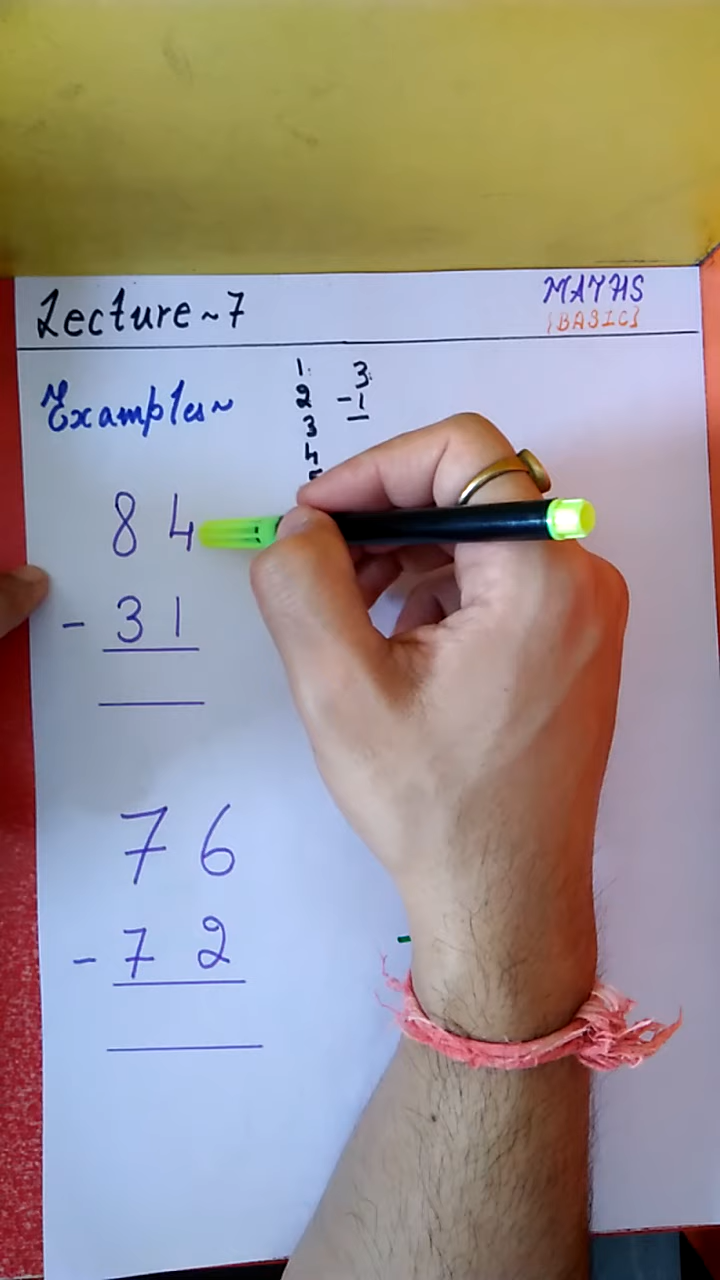 Lecture ~ 7
MATHS
{BASIC}
Examples ~
1
2
3
4
5
3
- 1
8 4
- 3 1
7 6
- 7 2